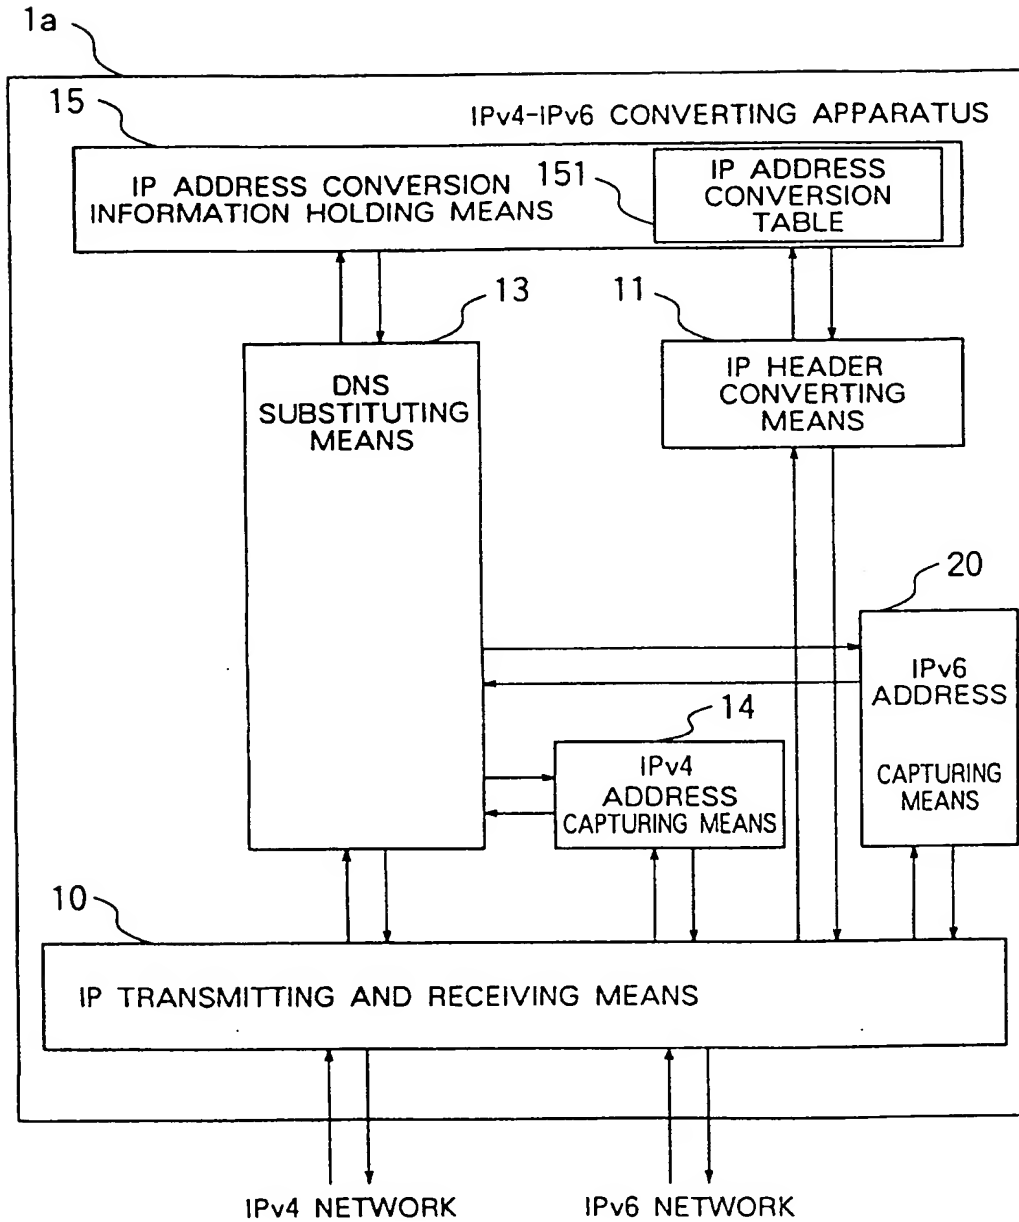 1a
15
IPv4-IPv6 CONVERTING APPARATUS
IP ADDRESS CONVERSION
INFORMATION HOLDING MEANS
151
IP ADDRESS
CONVERSION
TABLE
13
11
DNS
SUBSTITUTING
MEANS
IP HEADER
CONVERTING
MEANS
20
IPv6
ADDRESS
CAPTURING
MEANS
14
IPv4
ADDRESS
CAPTURING MEANS
10
IP TRANSMITTING AND RECEIVING MEANS
IPv4 NETWORK
IPv6 NETWORK